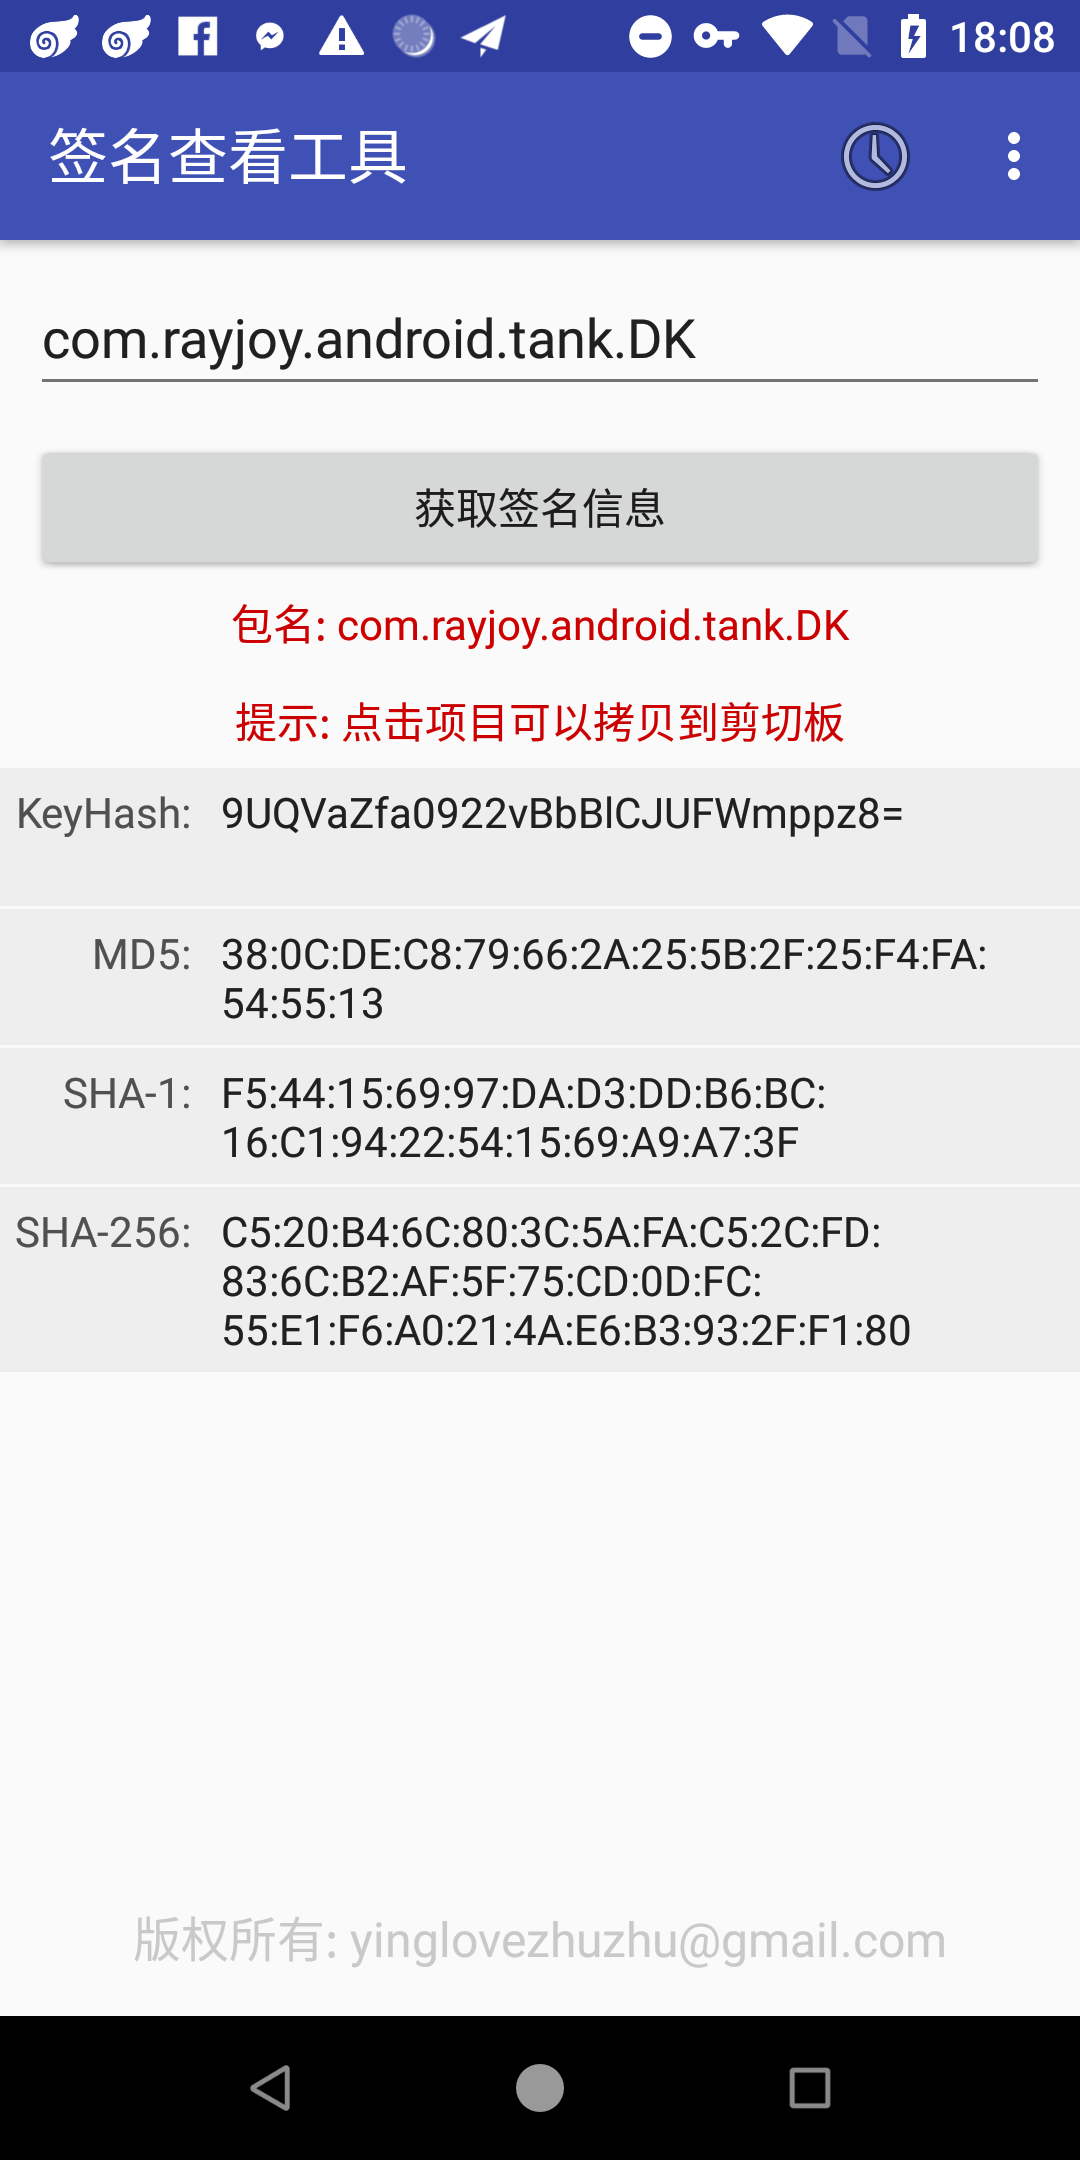 18:08
签名查看工具
com.rayjoy.android.tank.DK
获取签名信息
包名: com.rayjoy.android.tank.DK
提示: 点击项目可以拷贝到剪切板
KeyHash: 9UQVaZfa0922vBbBlCJUFWmppz8=
MD5: 38:0C:DE:C8:79:66:2A:25:5B:2F:25:F4:FA:
54:55:13
SHA-1: F5:44:15:69:97:DA:D3:DD:B6:BC:
16:C1:94:22:54:15:69:A9:A7:3F
SHA-256: C5:20:B4:6C:80:3C:5A:FA:C5:2C:FD:
83:6C:B2:AF:5F:75:CD:0D:FC:
55:E1:F6:A0:21:4A:E6:B3:93:2F:F1:80
版权所有: yinglovezhuzhu@gmail.com